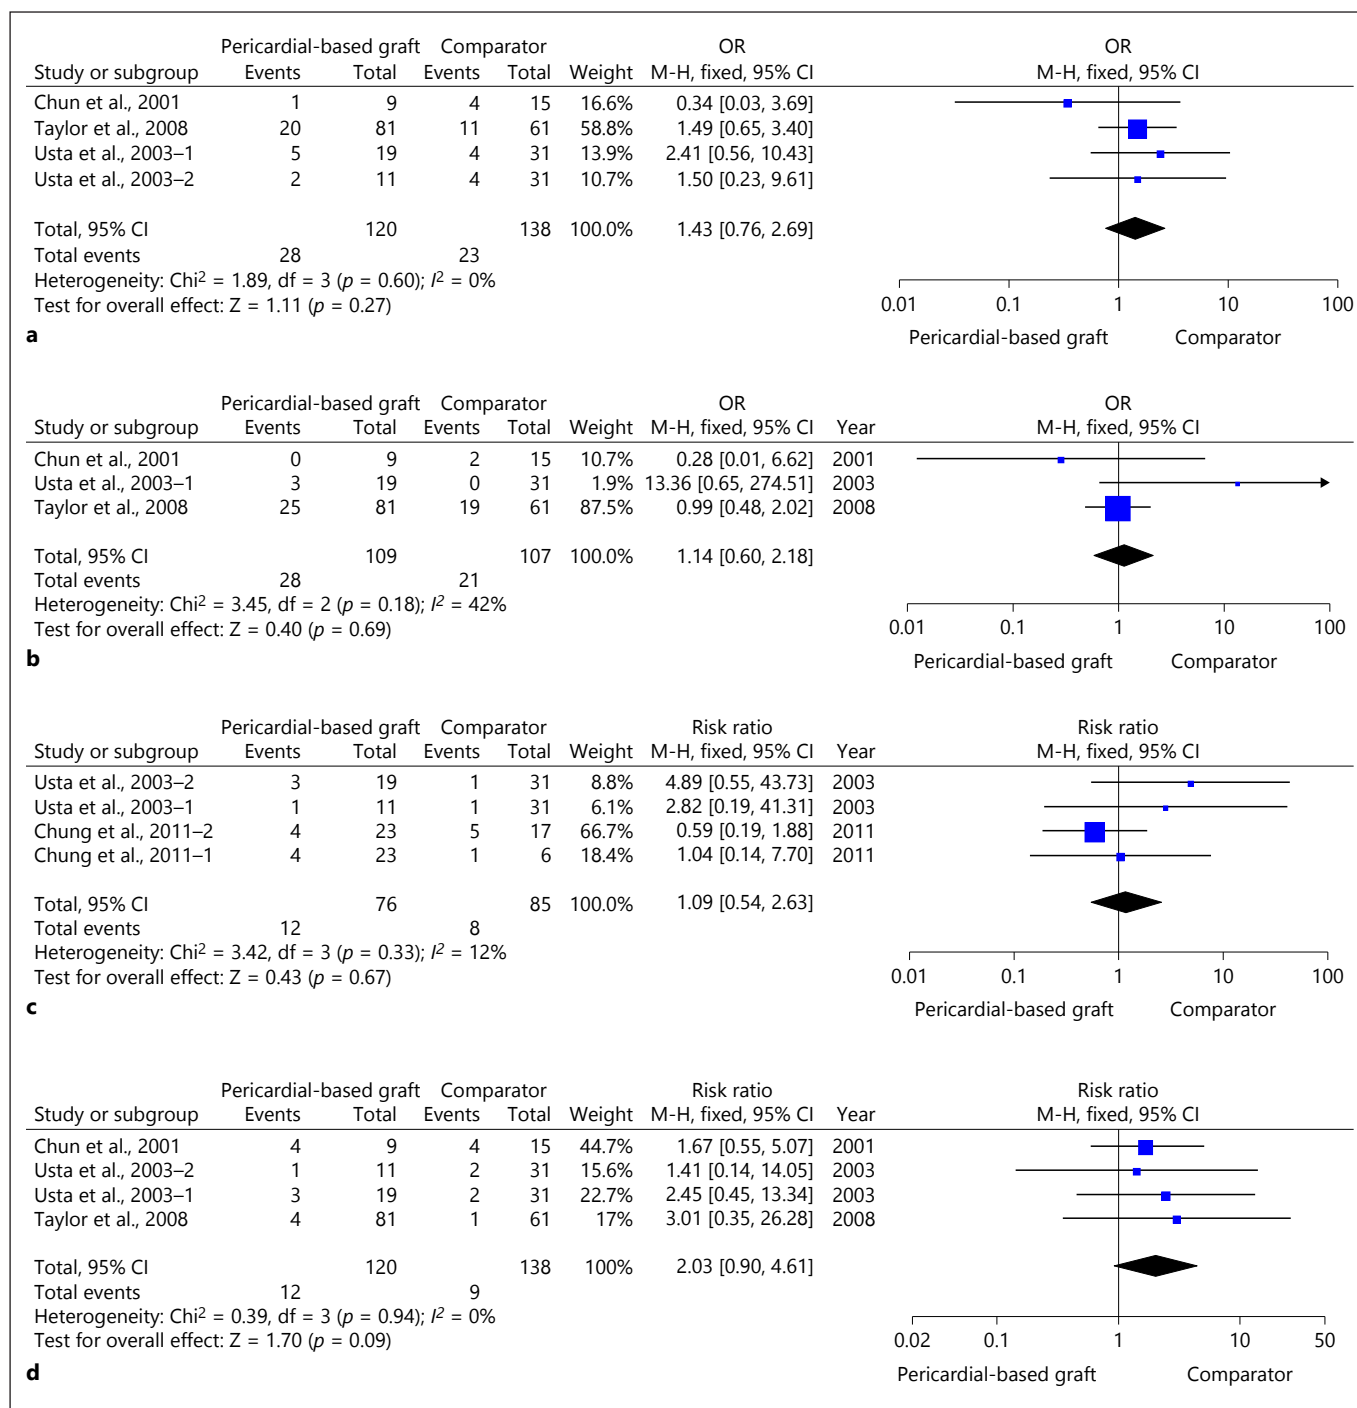 Pericardial-based graft Comparator OR OR
Study or subgroup Events Total Events Total Weight M-H, fixed, 95% CI M-H, fixed, 95% CI
Chun et al., 2001 1 9 4 15 16.6% 0.34 [0.03, 3.69]
Taylor et al., 2008 20 81 11 61 58.8% 1.49 [0.65, 3.40]
Usta et al., 2003–1 5 19 4 31 13.9% 2.41 [0.56, 10.43]
Usta et al., 2003–2 2 11 4 31 10.7% 1.50 [0.23, 9.61]
Total, 95% CI 120 138 100.0% 1.43 [0.76, 2.69]
Total events 28 23
Heterogeneity: Chi² = 1.89, df = 3 (p = 0.60); I² = 0%
Test for overall effect: Z = 1.11 (p = 0.27)
0.01 0.1 1 10 100
Pericardial-based graft Comparator
a
Pericardial-based graft Comparator OR OR
Study or subgroup Events Total Events Total Weight M-H, fixed, 95% CI Year M-H, fixed, 95% CI
Chun et al., 2001 0 9 2 15 10.7% 0.28 [0.01, 6.62] 2001
Usta et al., 2003–1 3 19 0 31 1.9% 13.36 [0.65, 274.51] 2003
Taylor et al., 2008 25 81 19 61 87.5% 0.99 [0.48, 2.02] 2008
Total, 95% CI 109 107 100.0% 1.14 [0.60, 2.18]
Total events 28 21
Heterogeneity: Chi² = 3.45, df = 2 (p = 0.18); I² = 42%
Test for overall effect: Z = 0.40 (p = 0.69)
0.01 0.1 1 10 100
Pericardial-based graft Comparator
b
Pericardial-based graft Comparator Risk ratio Risk ratio
Study or subgroup Events Total Events Total Weight M-H, fixed, 95% CI Year M-H, fixed, 95% CI
Usta et al., 2003–2 3 19 1 31 8.8% 4.89 [0.55, 43.73] 2003
Usta et al., 2003–1 1 11 1 31 6.1% 2.82 [0.19, 41.31] 2003
Chung et al., 2011–2 4 23 5 17 66.7% 0.59 [0.19, 1.88] 2011
Chung et al., 2011–1 4 23 1 6 18.4% 1.04 [0.14, 7.70] 2011
Total, 95% CI 76 85 100.0% 1.09 [0.54, 2.63]
Total events 12 8
Heterogeneity: Chi² = 3.42, df = 3 (p = 0.33); I² = 12%
Test for overall effect: Z = 0.43 (p = 0.67)
0.01 0.1 1 10 100
Pericardial-based graft Comparator
c
Pericardial-based graft Comparator Risk ratio Risk ratio
Study or subgroup Events Total Events Total Weight M-H, fixed, 95% CI Year M-H, fixed, 95% CI
Chun et al., 2001 4 9 4 15 44.7% 1.67 [0.55, 5.07] 2001
Usta et al., 2003–2 1 11 2 31 15.6% 1.41 [0.14, 14.05] 2003
Usta et al., 2003–1 3 19 2 31 22.7% 2.45 [0.45, 13.34] 2003
Taylor et al., 2008 4 81 1 61 17% 3.01 [0.35, 26.28] 2008
Total, 95% CI 120 138 100% 2.03 [0.90, 4.61]
Total events 12 9
Heterogeneity: Chi² = 0.39, df = 3 (p = 0.94); I² = 0%
Test for overall effect: Z = 1.70 (p = 0.09)
0.02 0.1 1 10 50
Pericardial-based graft Comparator
d